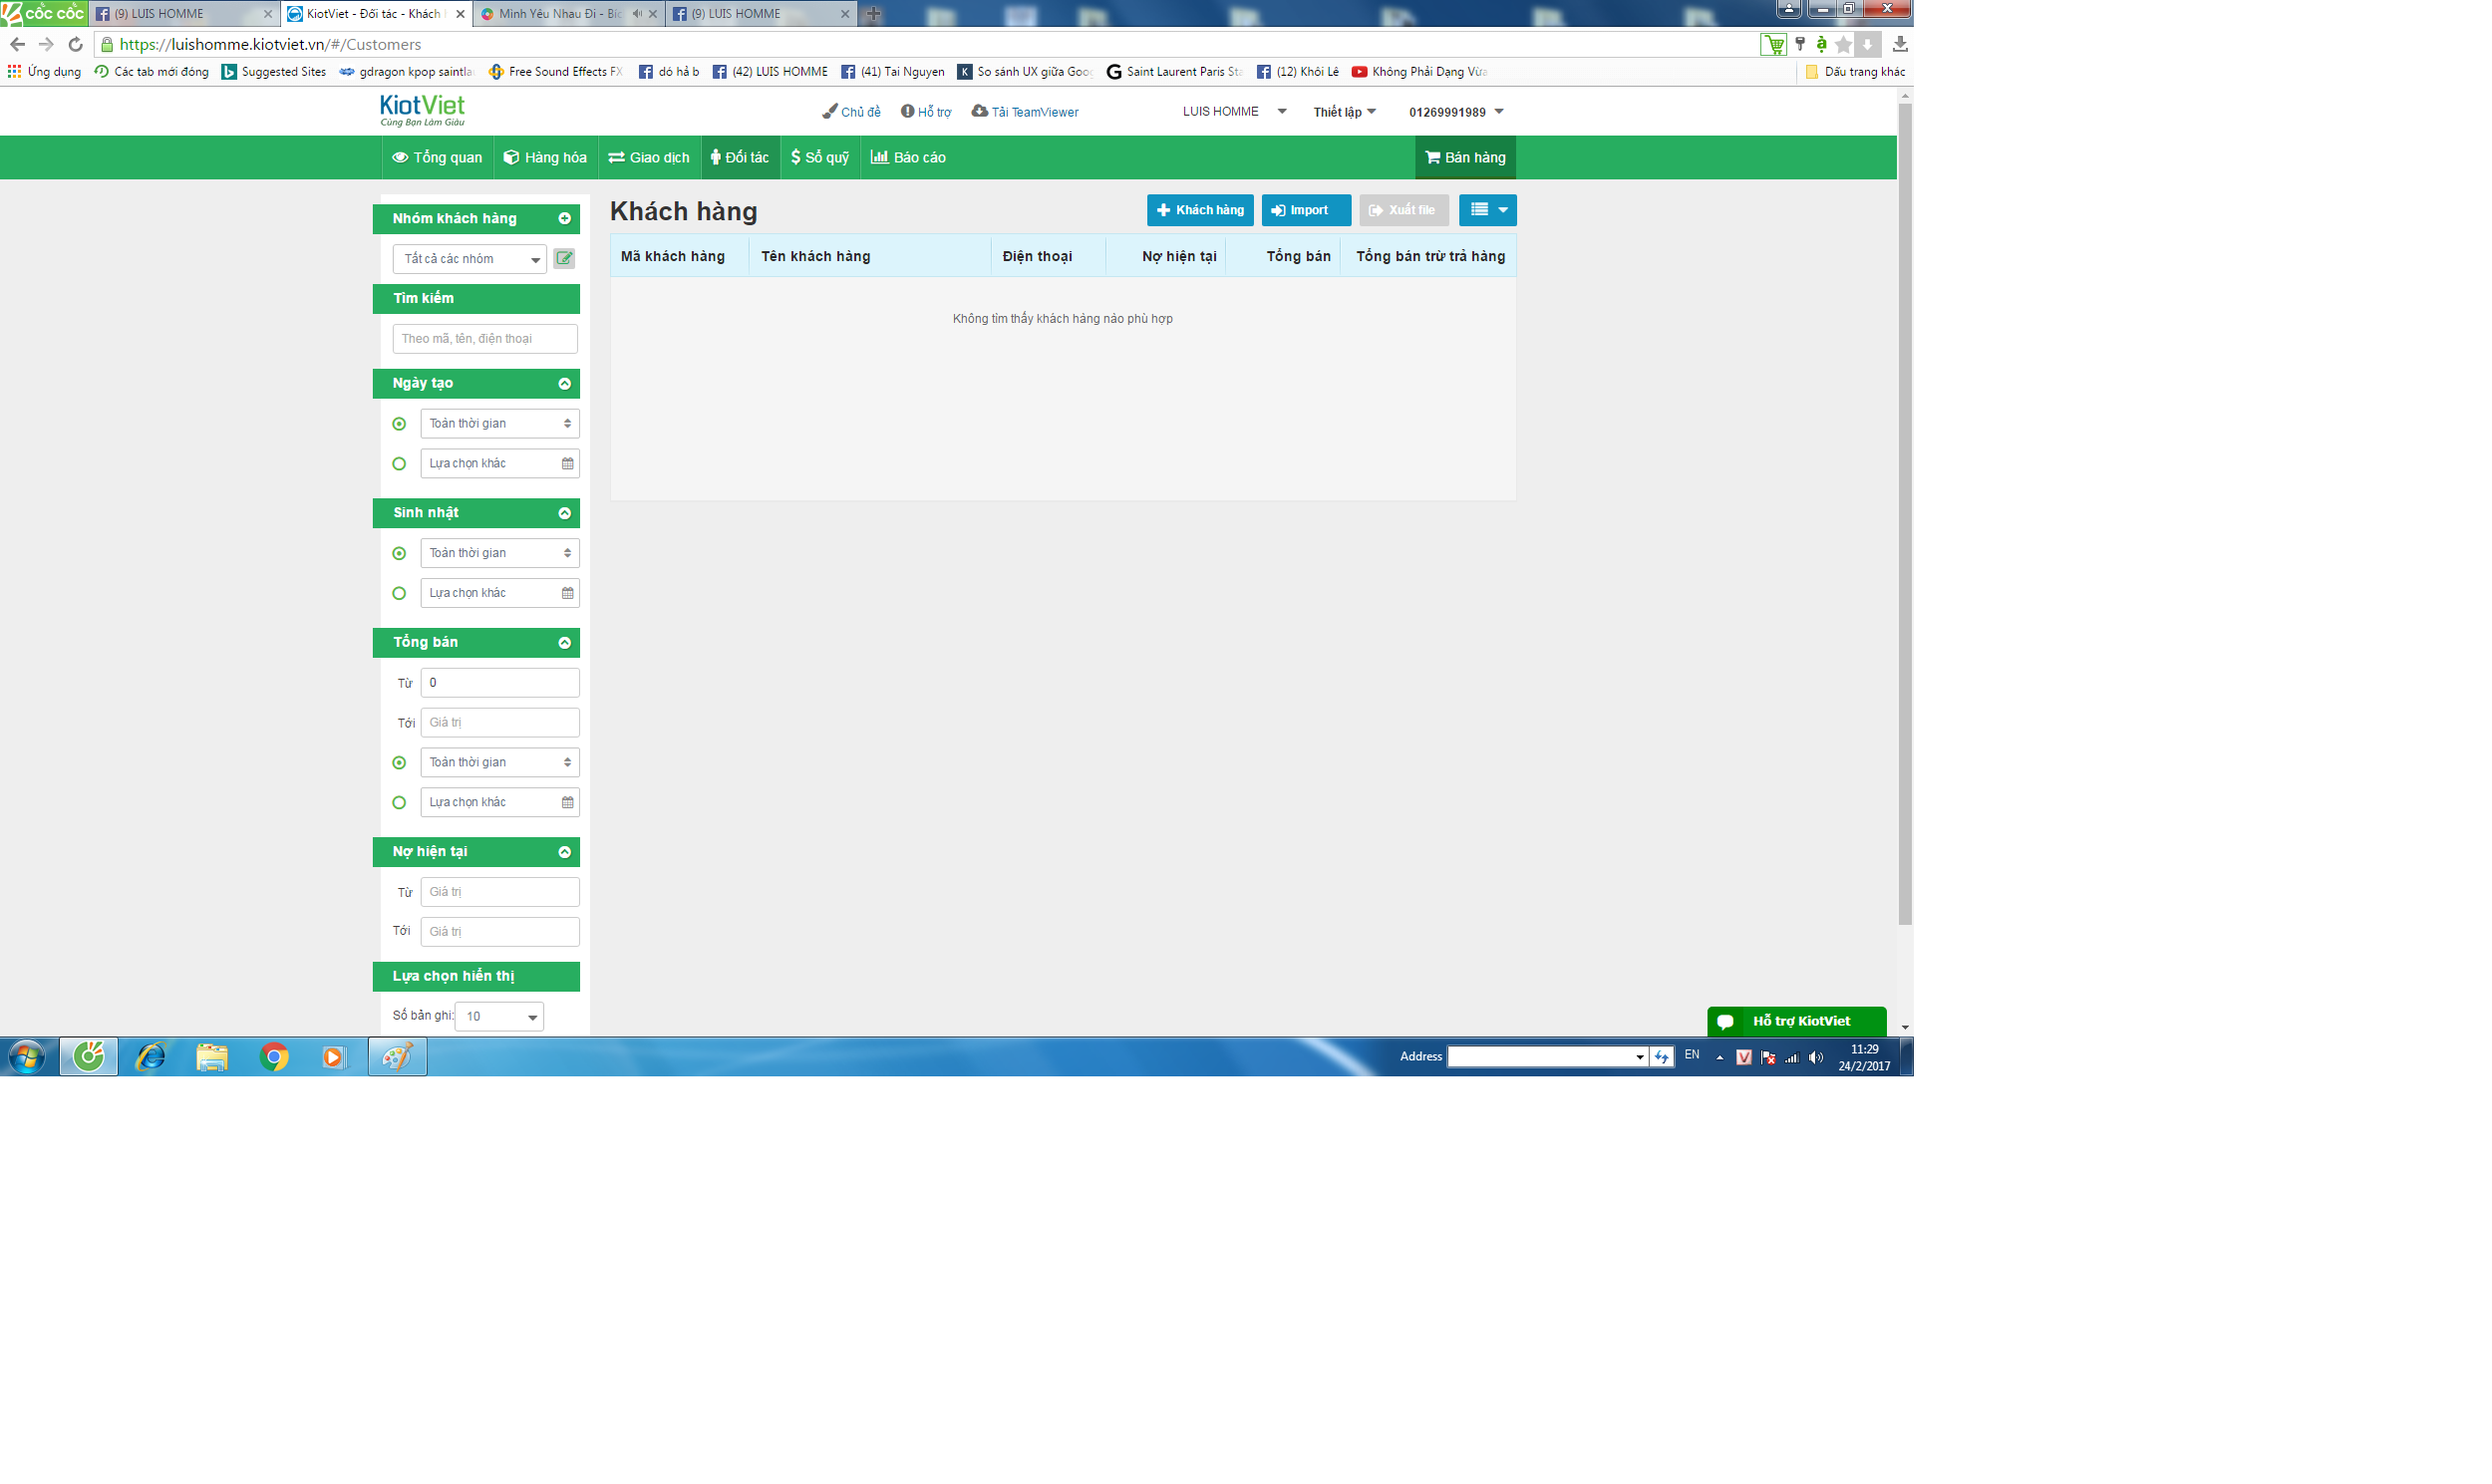 cốc cốc (9) LUIS HOMME KiotViet - Đối tác - Khách Mình Yêu Nhau Đi - Bíc (9) LUIS HOMME
https://luishomme.kiotviet.vn/#/Customers
Ứng dụng Các tab mới đóng Suggested Sites gdragon kpop saintla Free Sound Effects FX dó hả b (42) LUIS HOMME (41) Tai Nguyen So sánh UX giữa Goog Saint Laurent Paris Sta (12) Khôi Lê Không Phải Dạng Vừa Dấu trang khác
KiotViet
Cùng Bạn Làm Giàu
Chủ đề Hỗ trợ Tải TeamViewer LUIS HOMME Thiết lập 01269991989
Tổng quan Hàng hóa Giao dịch Đối tác Sổ quỹ Báo cáo Bán hàng
Nhóm khách hàng
Tất cả các nhóm
Tìm kiếm
Theo mã, tên, điện thoại
Ngày tạo
Toàn thời gian
Lựa chọn khác
Sinh nhật
Toàn thời gian
Lựa chọn khác
Tổng bán
Từ 0
Tới Giá trị
Toàn thời gian
Lựa chọn khác
Nợ hiện tại
Từ Giá trị
Tới Giá trị
Lựa chọn hiển thị
Số bản ghi: 10
Khách hàng
Khách hàng Import Xuất file
Mã khách hàng Tên khách hàng Điện thoại Nợ hiện tại Tổng bán Tổng bán trừ trả hàng
Không tìm thấy khách hàng nào phù hợp
Hỗ trợ KiotViet
Address EN 11:29
24/2/2017